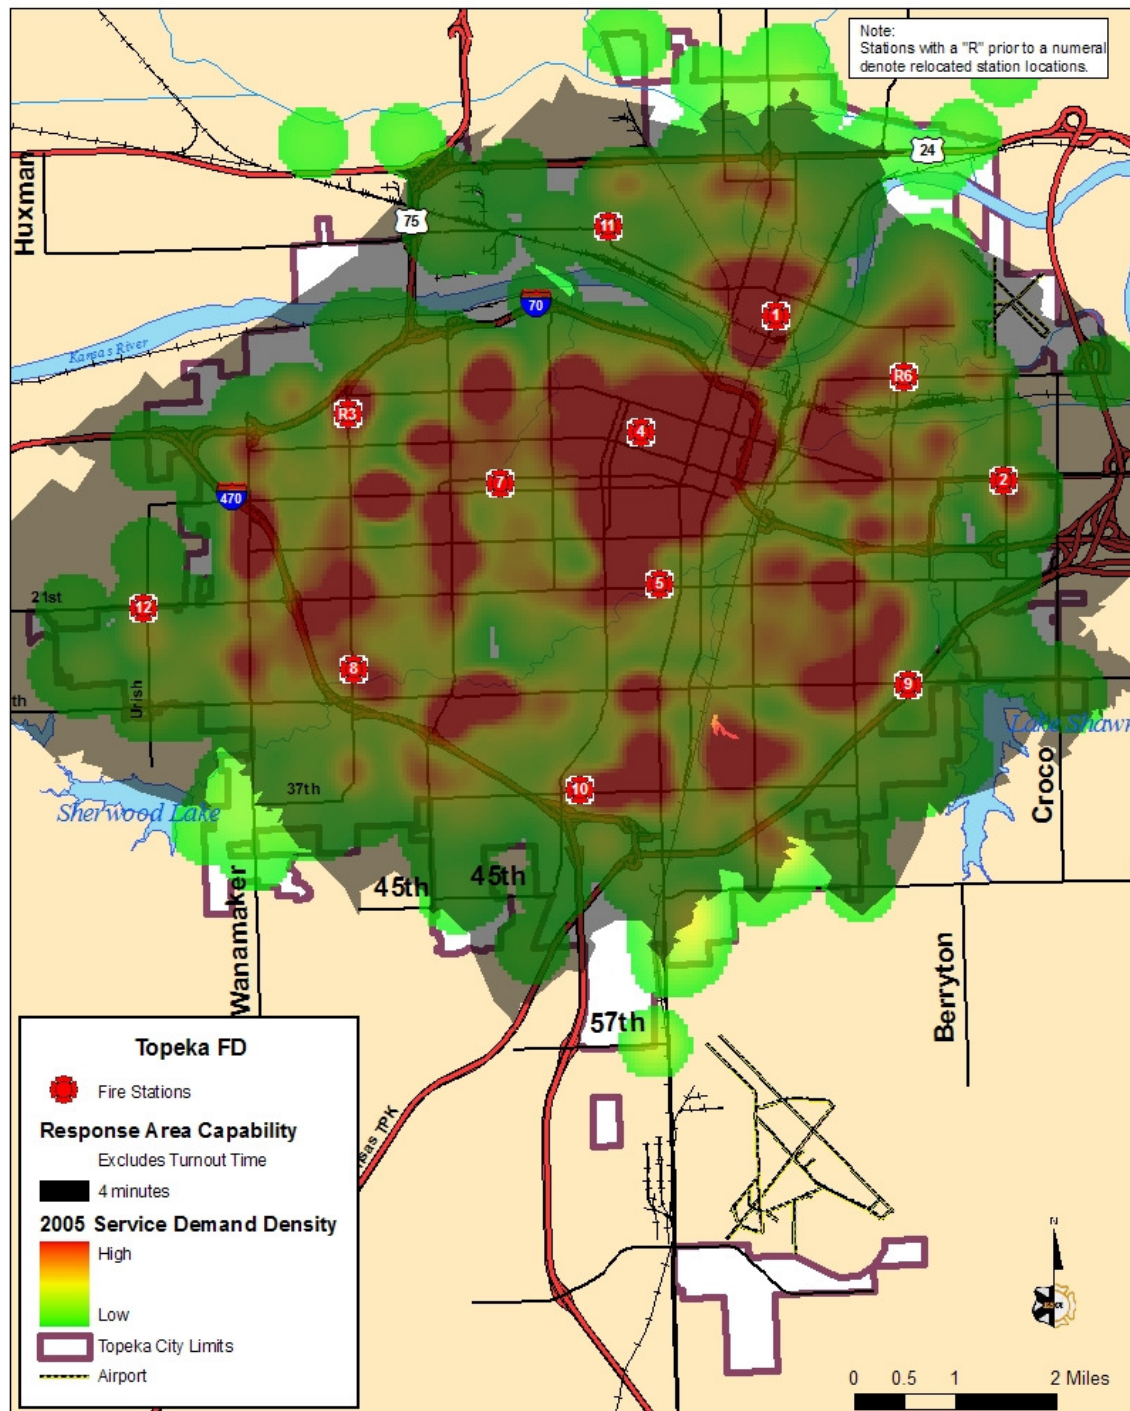 Note:
Stations with a "R" prior to a numeral
denote relocated station locations.
24
Huxman
75
11
70
1
Kansas River
R6
R3
4
7
2
470
5
21st
12
8
9
th
Urish
Lake Shawn
37th
10
Croco
Sherwood Lake
45th
45th
Wanamaker
Berryton
57th
Topeka FD
Fire Stations
Response Area Capability
Excludes Turnout Time
4 minutes
2005 Service Demand Density
High
Low
Topeka City Limits
Airport
sas TPK
N
0 0.5 1 2 Miles